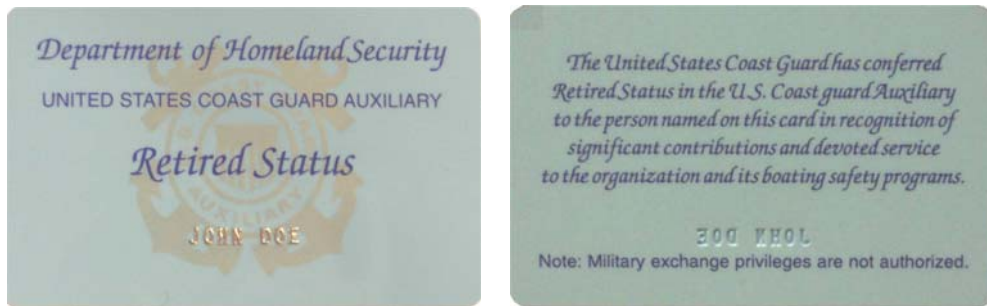 Department of Homeland Security
UNITED STATES COAST GUARD AUXILIARY
Retired Status
AUXILIARY
JOHN DOE
The United States Coast Guard has conferred
Retired Status in the U.S. Coast guard Auxiliary
to the person named on this card in recognition of
significant contributions and devoted service
to the organization and its boating safety programs.
JOHN DOE
Note: Military exchange privileges are not authorized.